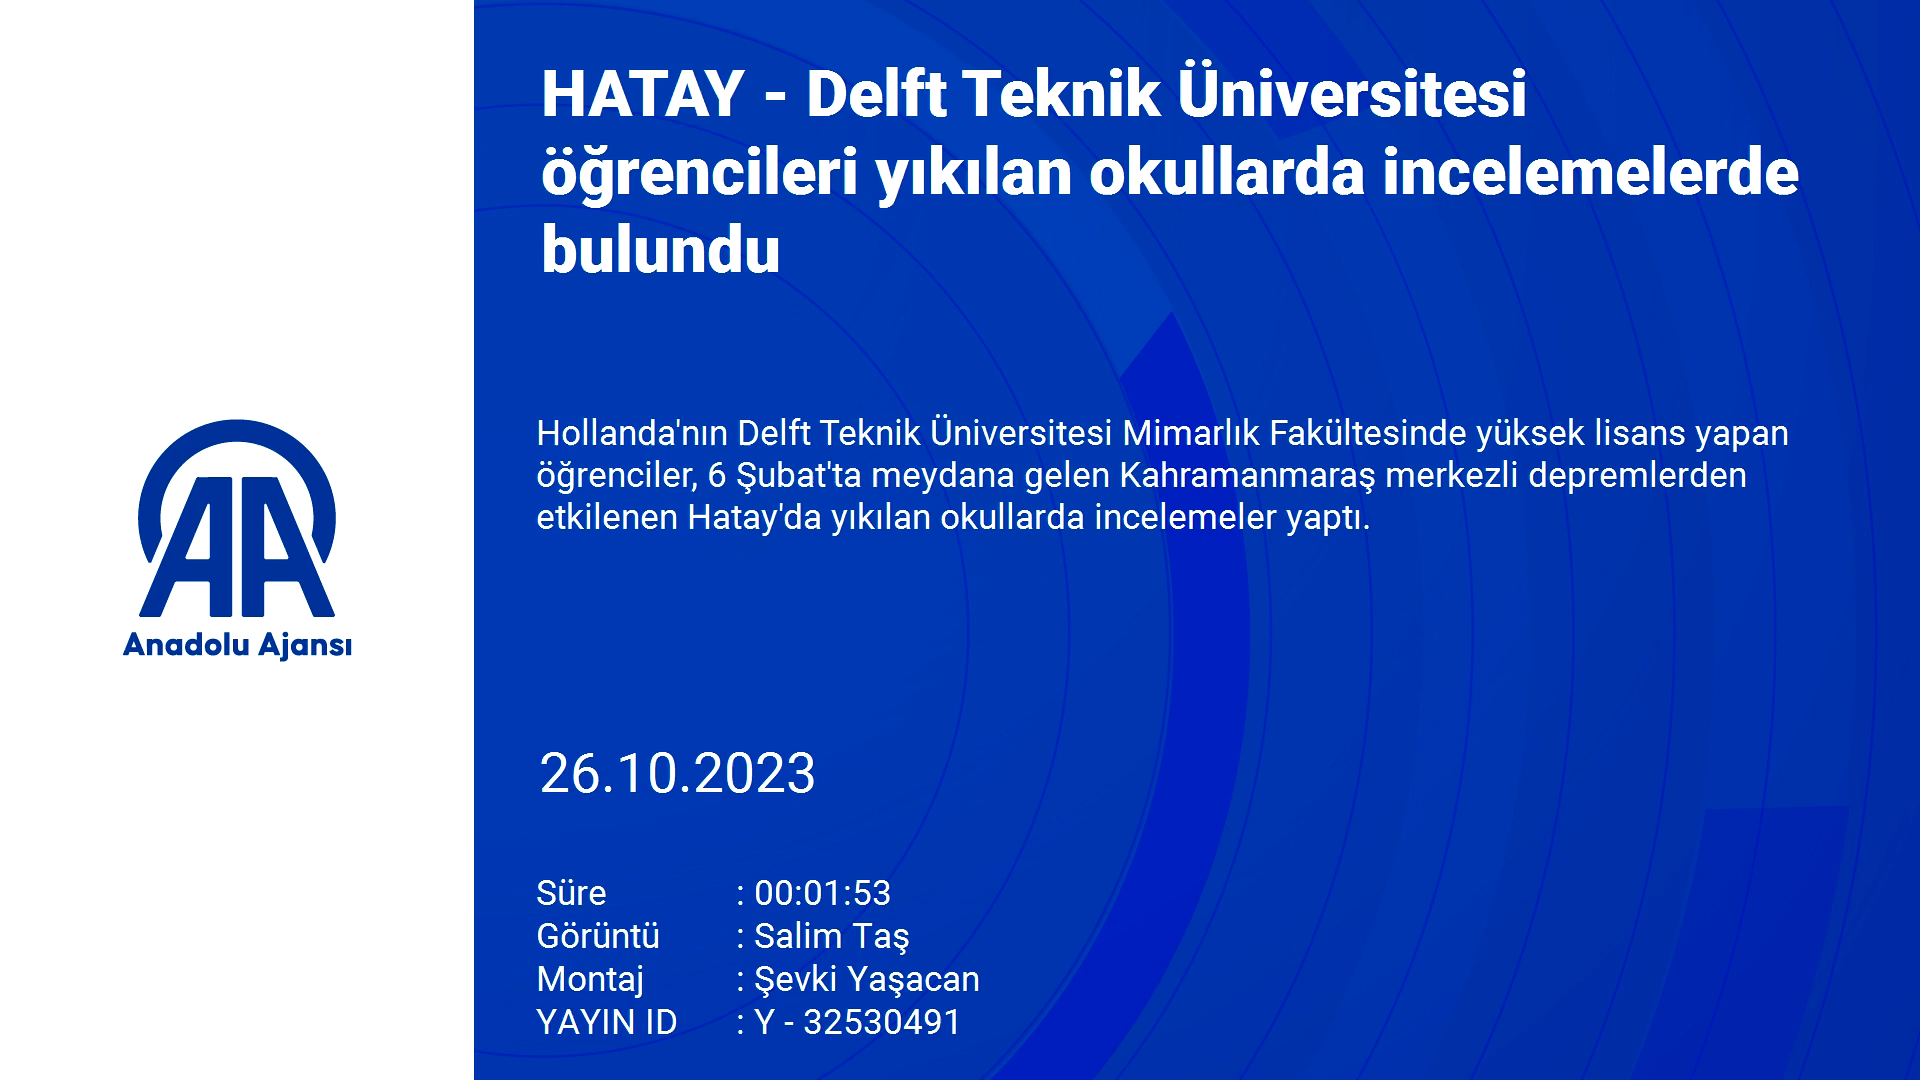 HATAY - Delft Teknik Üniversitesi
öğrencileri yıkılan okullarda incelemelerde
bulundu
Hollanda'nın Delft Teknik Üniversitesi Mimarlık Fakültesinde yüksek lisans yapan
öğrenciler, 6 Şubat'ta meydana gelen Kahramanmaraş merkezli depremlerden
etkilenen Hatay'da yıkılan okullarda incelemeler yaptı.
AA
Anadolu Ajansı
26.10.2023
Süre : 00:01:53
Görüntü : Salim Taş
Montaj : Şevki Yaşacan
YAYIN ID : Y - 32530491